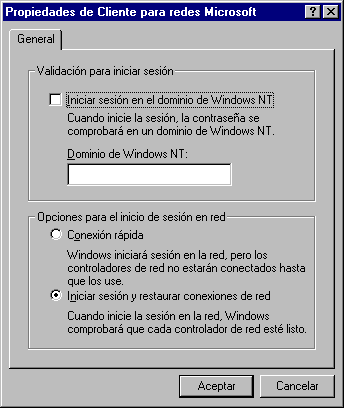 Propiedades de Cliente para redes Microsoft
General
Validación para iniciar sesión
Iniciar sesión en el dominio de Windows NT
Cuando inicie la sesión, la contraseña se
comprobará en un dominio de Windows NT.
Dominio de Windows NT:
Opciones para el inicio de sesión en red
Conexión rápida
Windows iniciará sesión en la red, pero los
controladores de red no estarán conectados hasta
que los use.
Iniciar sesión y restaurar conexiones de red
Cuando inicie la sesión en la red, Windows
comprobará que cada controlador de red esté listo.
Aceptar
Cancelar